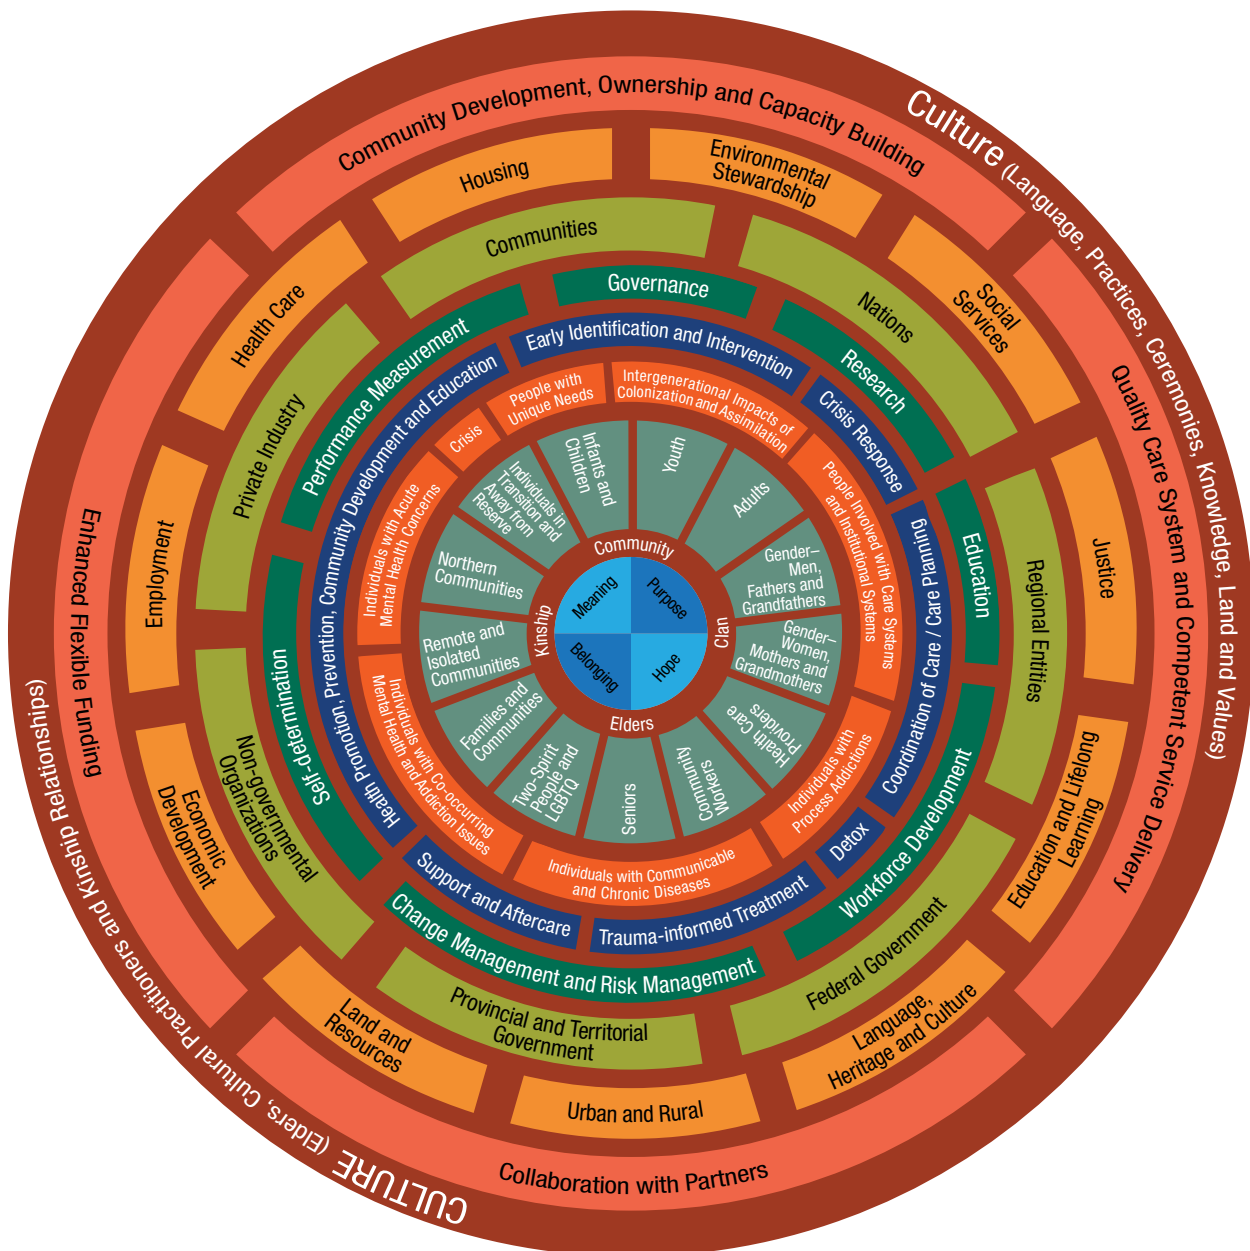 Culture (Language, Practices, Ceremonies, Knowledge, Land and Values)
CULTURE (Elders, Cultural Practitioners and Kinship Relationships)
Community Development, Ownership and Capacity Building
Quality Care System and Competent Service Delivery
Collaboration with Partners
Enhanced Flexible Funding
Housing
Environmental
Stewardship
Social
Services
Justice
Education and Lifelong
Learning
Language,
Heritage and Culture
Urban and Rural
Land and
Resources
Economic
Development
Employment
Health Care
Communities
Nations
Regional Entities
Federal Government
Provincial and Territorial
Government
Non-governmental
Organizations
Private Industry
Governance
Research
Education
Workforce Development
Change Management and Risk Management
Self-determination
Performance Measurement
Early Identification and Intervention
Crisis Response
Coordination of Care / Care Planning
Detox
Trauma-informed Treatment
Support and Aftercare
Health Promotion, Prevention, Community Development and Education
People with
Unique Needs
Intergenerational Impacts of
Colonization and Assimilation
People Involved with Care Systems
and Institutional Systems
Individuals with
Process Addictions
Individuals with Communicable
and Chronic Diseases
Individuals with Co-occurring
Mental Health and Addiction Issues
Individuals with Acute
Mental Health Concerns
Crisis
Infants and
Children
Youth
Adults
Gender–
Men,
Fathers and
Grandfathers
Gender–
Women,
Mothers and
Grandmothers
Health Care
Providers
Community
Workers
Seniors
Two-Spirit
People and
LGBTQ
Families and
Communities
Remote and
Isolated
Communities
Northern
Communities
Individuals in
Transition and
Away from
Reserve
Community
Clan
Elders
Kinship
Meaning
Purpose
Hope
Belonging